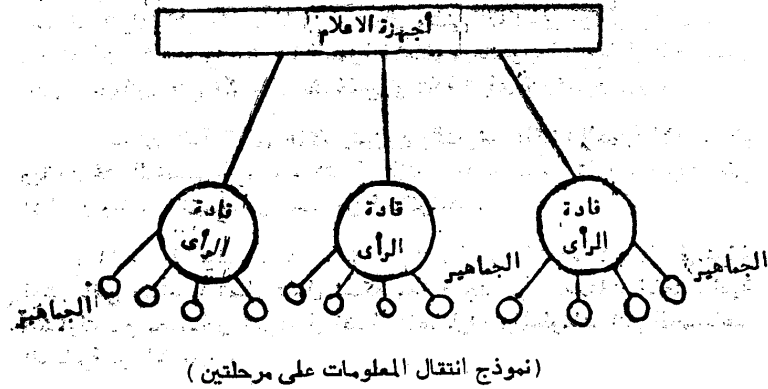 أجهزة الاعلام
قادة
الرأى
قادة
الرأى
قادة
الرأى
الجماهير
الجماهير
الجماهير
(نموذج انتقال المعلومات على مرحلتين)